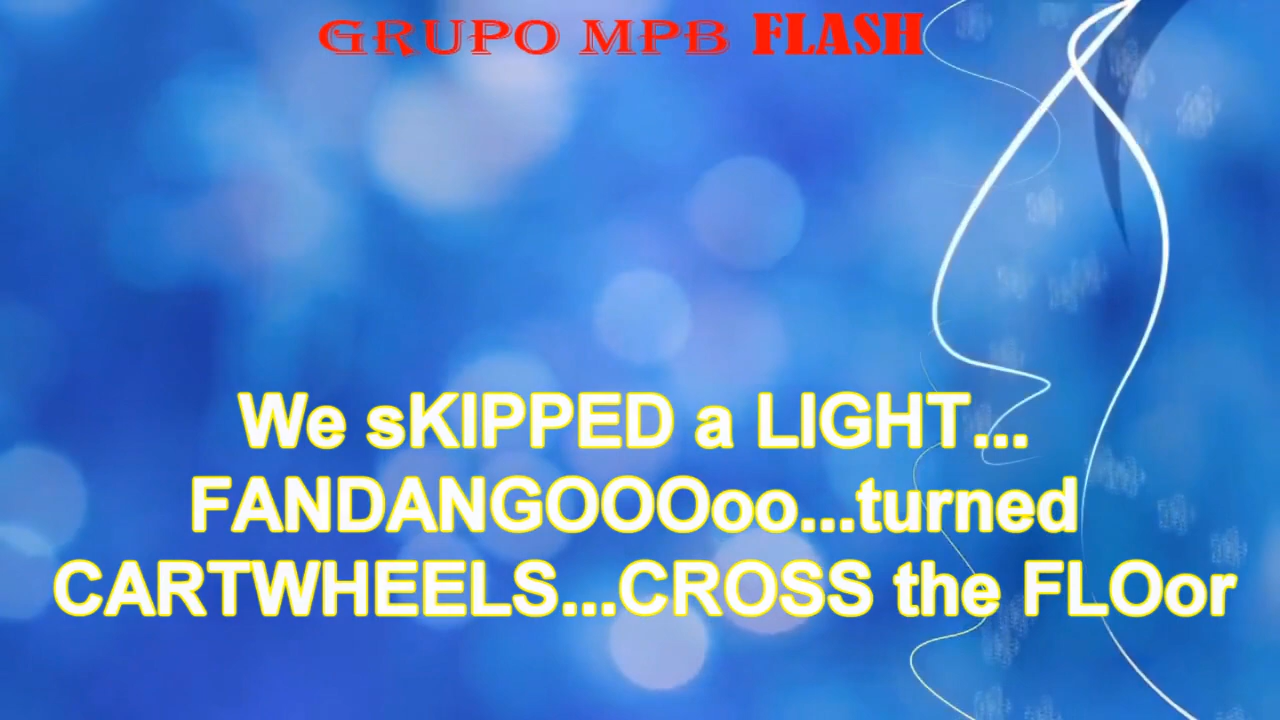 GRUPO MPB FLASH
We sKIPPED a LIGHT...
FANDANGOOOoo...turned
CARTWHEELS...CROSS the FLOor